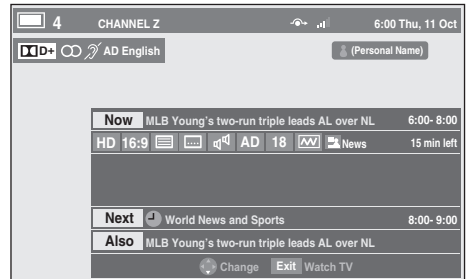 4 CHANNEL Z 6:00 Thu, 11 Oct
D+ AD English (Personal Name)
Now MLB Young's two-run triple leads AL over NL 6:00- 8:00
HD 16:9 AD 18 News 15 min left
Next World News and Sports 8:00- 9:00
Also MLB Young's two-run triple leads AL over NL
Change Exit Watch TV